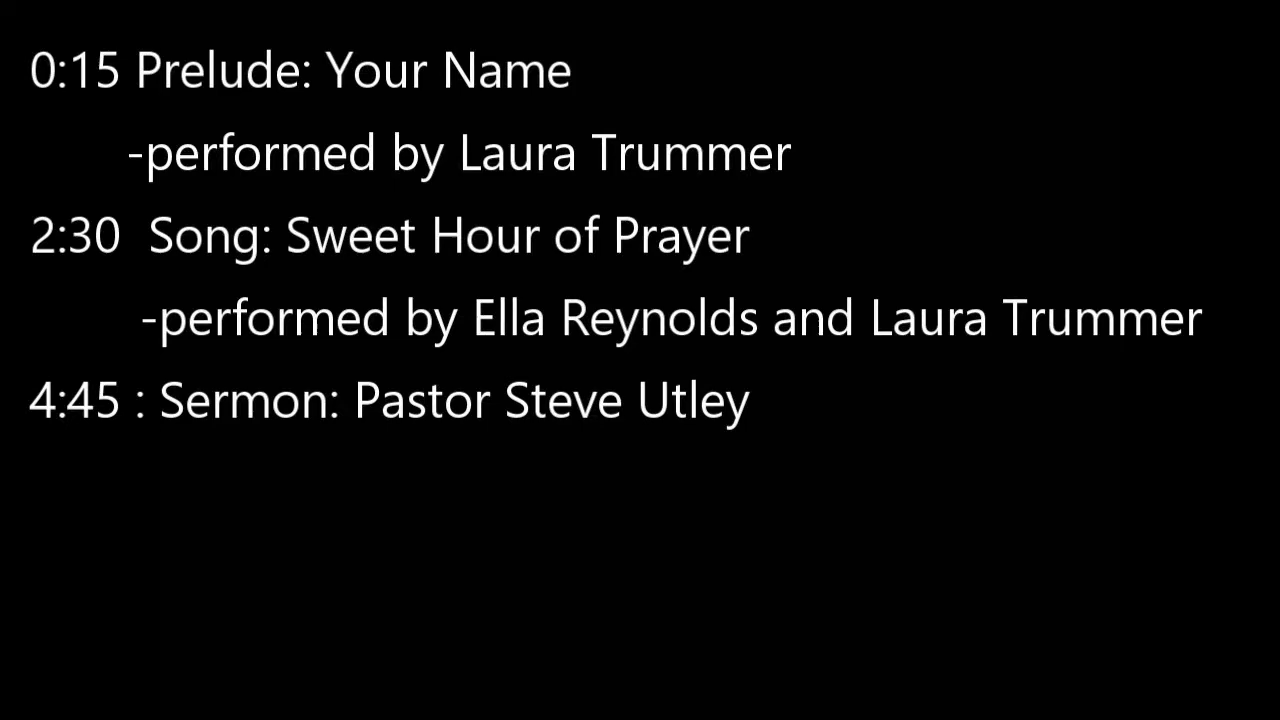 0:15 Prelude: Your Name
-performed by Laura Trummer
2:30  Song: Sweet Hour of Prayer
-performed by Ella Reynolds and Laura Trummer
4:45 : Sermon: Pastor Steve Utley